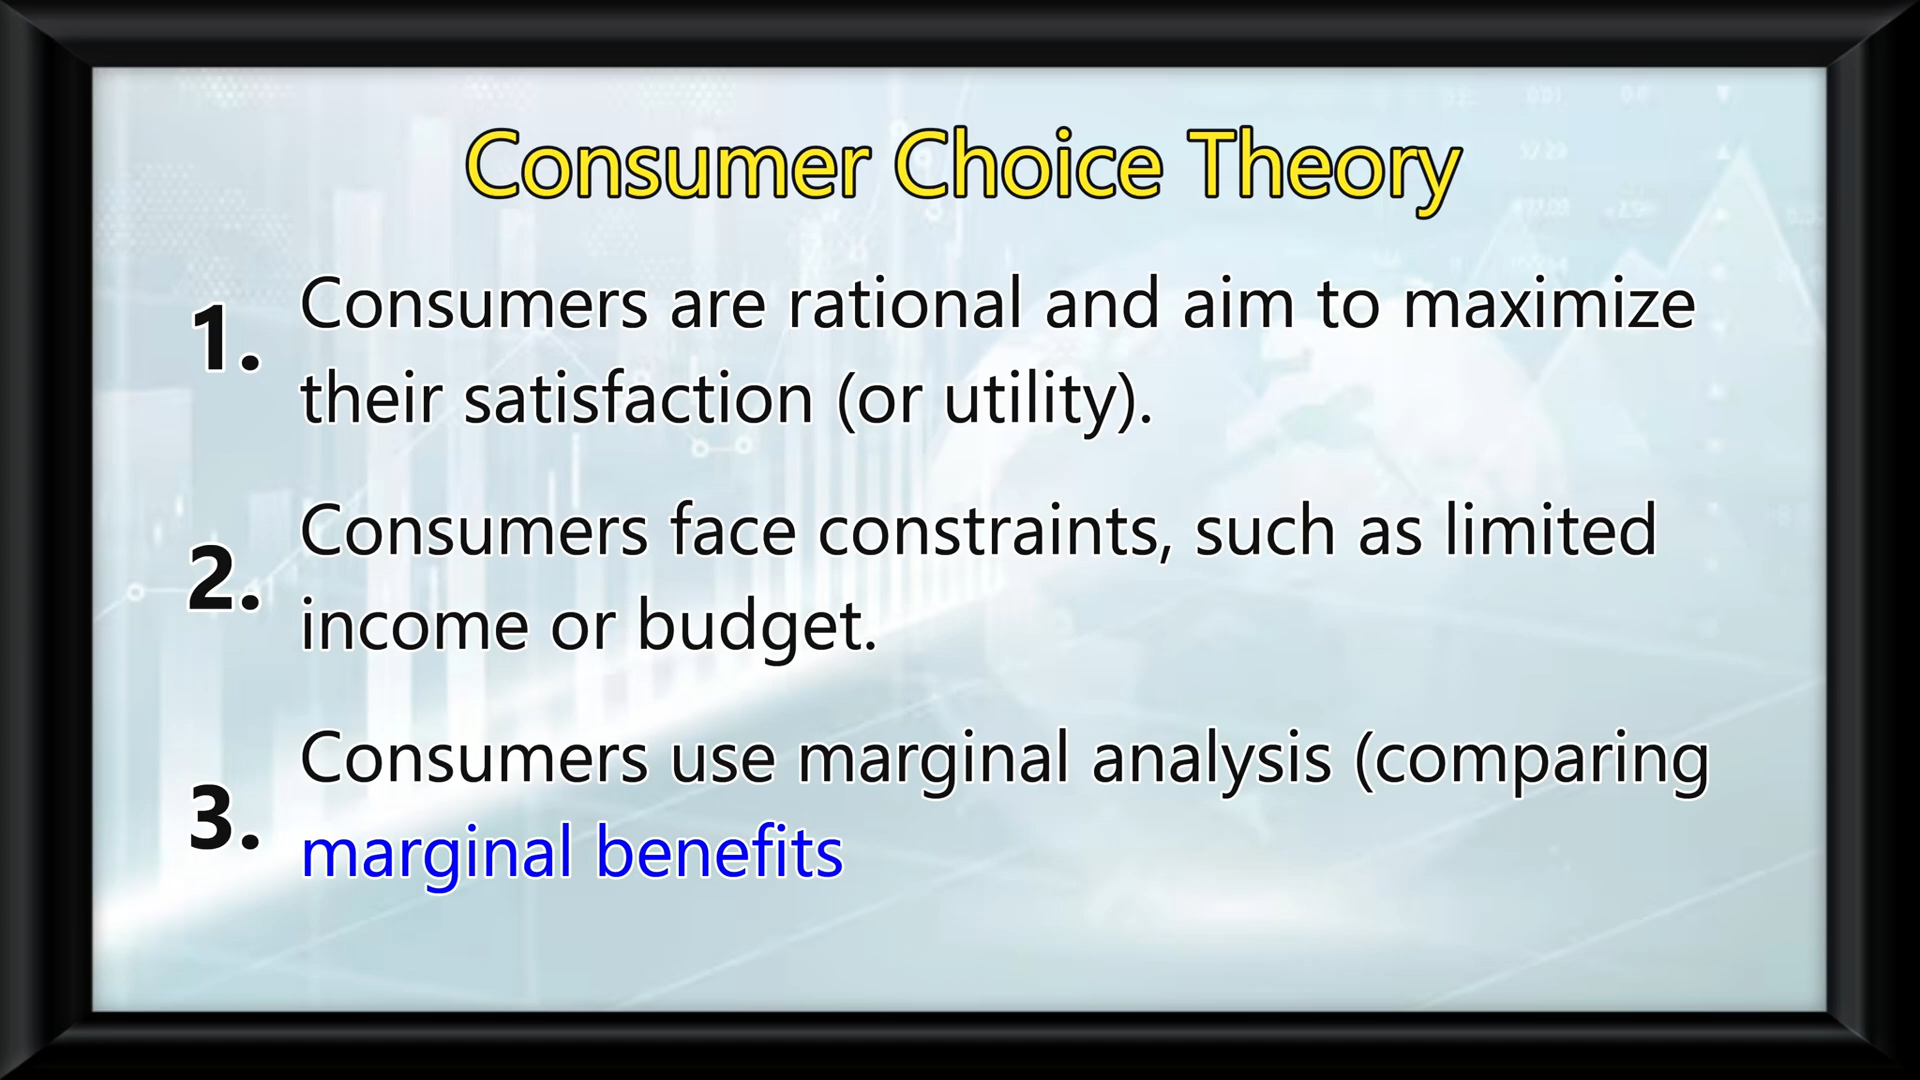 Consumer Choice Theory
1. Consumers are rational and aim to maximize
their satisfaction (or utility).
2. Consumers face constraints, such as limited
income or budget.
3. Consumers use marginal analysis (comparing
marginal benefits